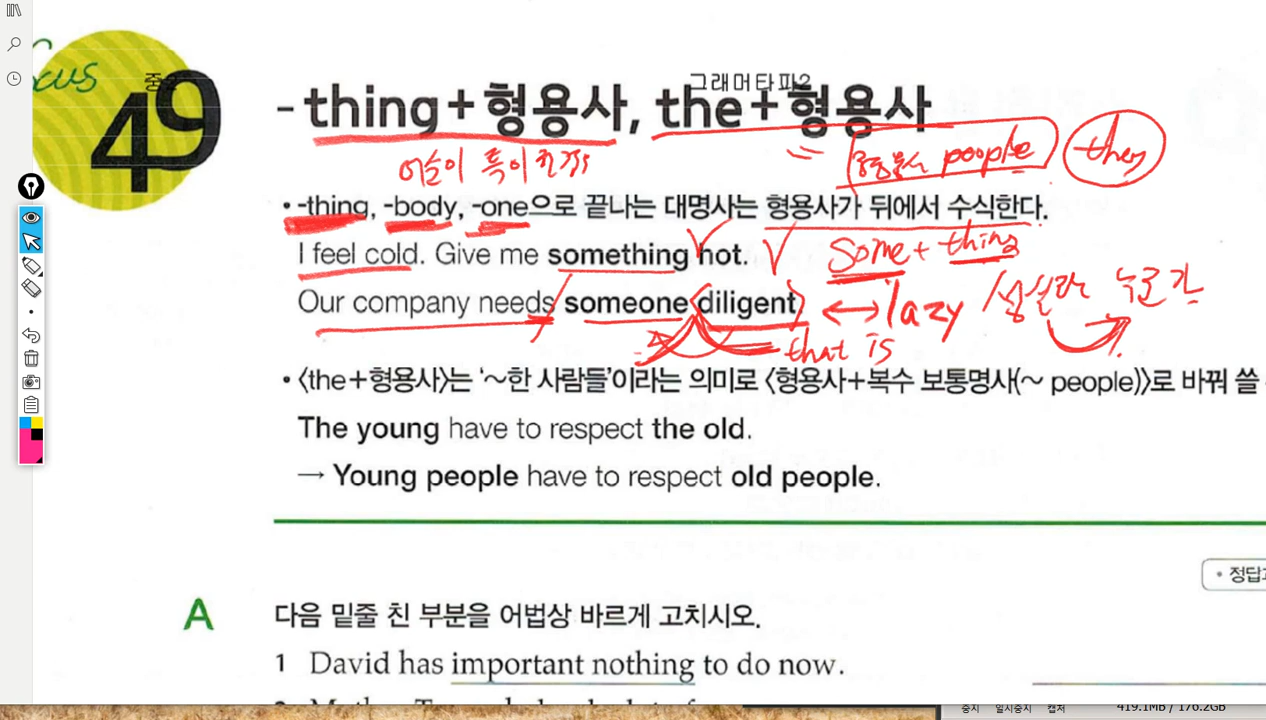 ocus
49
중
그래머타파2
-thing+형용사, the+형용사
어순이 특이한것
형용사 people
they
• -thing, -body, -one으로 끝나는 대명사는 형용사가 뒤에서 수식한다.
I feel cold. Give me something hot.
some + thing
Our company needs someone diligent
lazy
누군가
that is
• 〈the+형용사〉는 '~한 사람들'이라는 의미로 〈형용사+복수 보통명사(~ people)〉로 바꿔 쓸
The young have to respect the old.
→ Young people have to respect old people.
• 정답
A 다음 밑줄 친 부분을 어법상 바르게 고치시오.
1 David has important nothing to do now.
중지 일시중지 캡처 419.1MB / 176.2GB